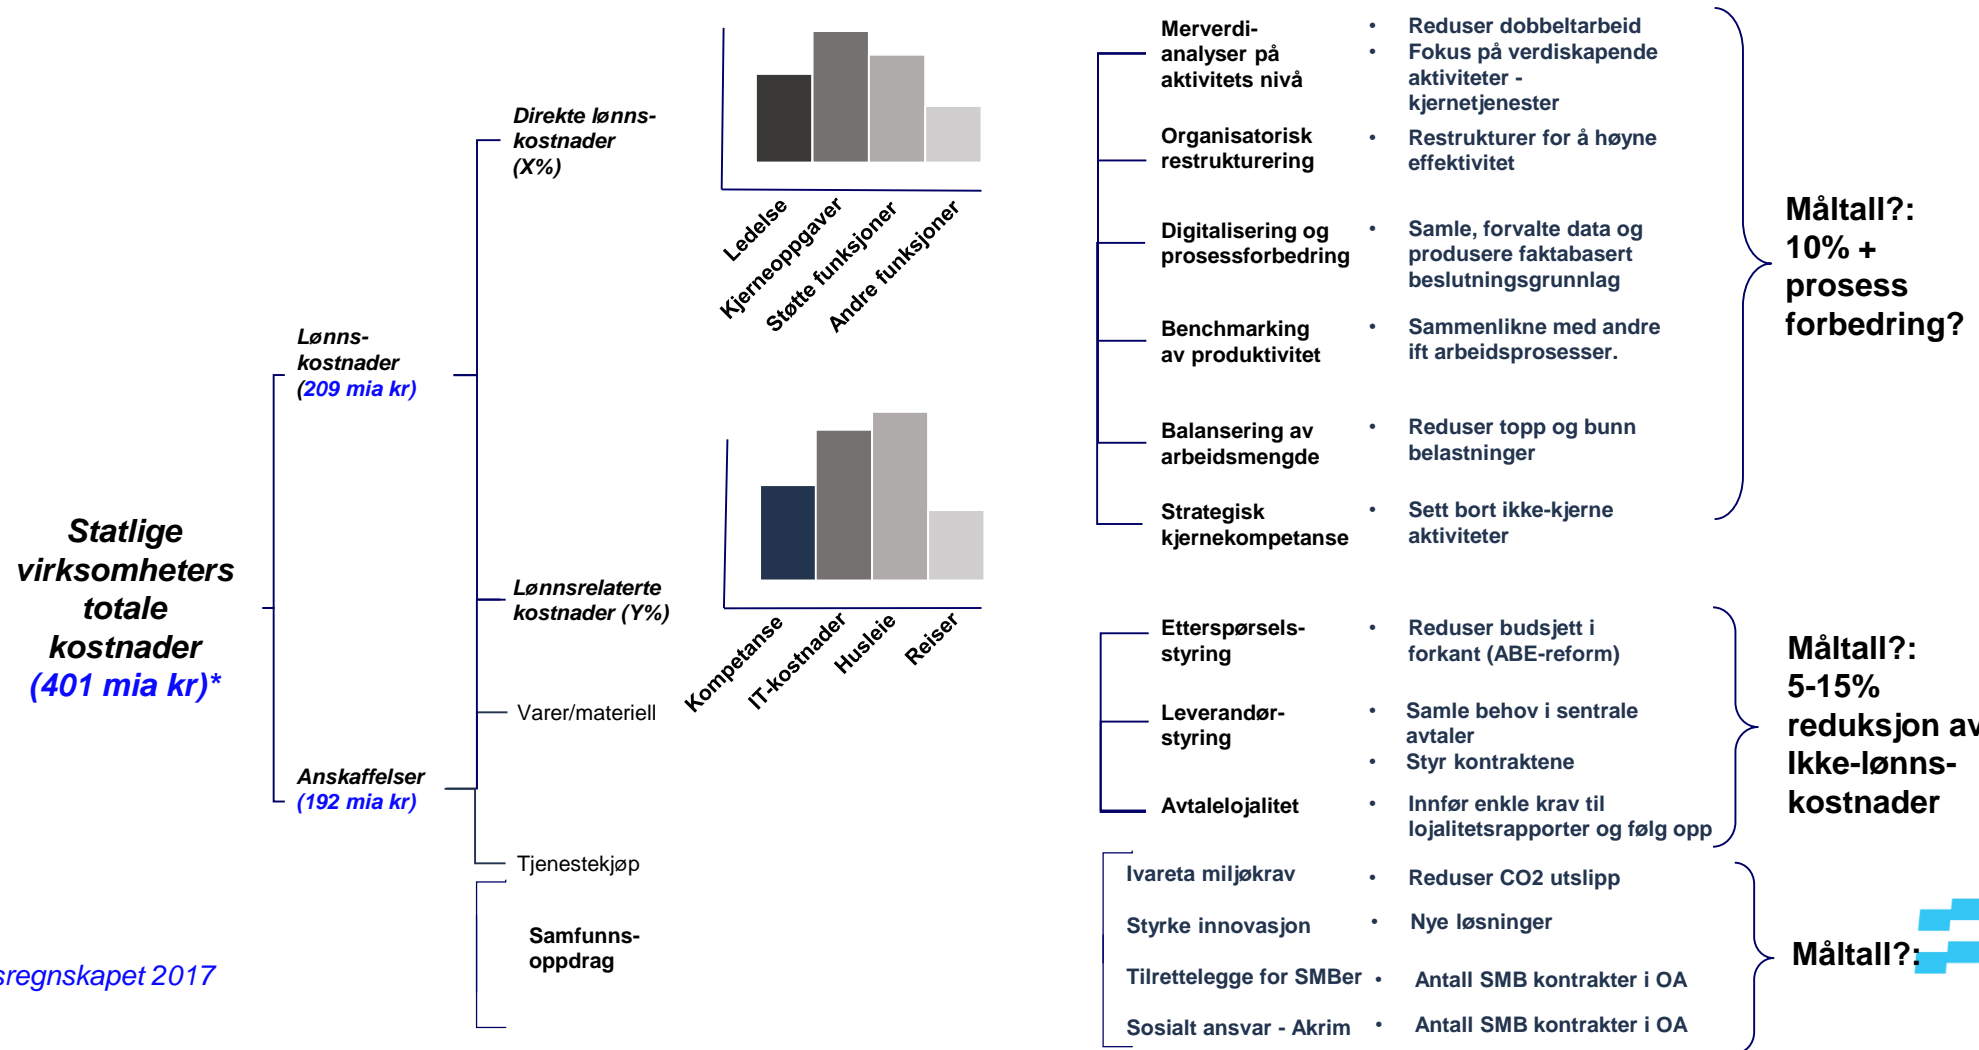 Statlige
virksomheters
totale
kostnader
(401 mia kr)*
sregnskapet 2017
Lønns-
kostnader
(209 mia kr)
Anskaffelser
(192 mia kr)
Direkte lønns-
kostnader
(X%)
Lønnsrelaterte
kostnader (Y%)
Varer/materiell
Tjenestekjøp
Samfunns-
oppdrag
Ledelse
Kjerneoppgaver
Støtte funksjoner
Andre funksjoner
Kompetanse
IT-kostnader
Husleie
Reiser
Merverdi-
analyser på
aktivitets nivå
• Reduser dobbeltarbeid
• Fokus på verdiskapende
aktiviteter -
kjernetjenester
Organisatorisk
restrukturering
• Restrukturer for å høyne
effektivitet
Digitalisering og
prosessforbedring
• Samle, forvalte data og
produsere faktabasert
beslutningsgrunnlag
Benchmarking
av produktivitet
• Sammenlikne med andre
ift arbeidsprosesser.
Balansering av
arbeidsmengde
• Reduser topp og bunn
belastninger
Strategisk
kjernekompetanse
• Sett bort ikke-kjerne
aktiviteter
Måltall?:
10% +
prosess
forbedring?
Etterspørsels-
styring
• Reduser budsjett i
forkant (ABE-reform)
Leverandør-
styring
• Samle behov i sentrale
avtaler
• Styr kontraktene
Avtalelojalitet
• Innfør enkle krav til
lojalitetsrapporter og følg opp
Måltall?:
5-15%
reduksjon av
Ikke-lønns-
kostnader
Ivareta miljøkrav
• Reduser CO2 utslipp
Styrke innovasjon
• Nye løsninger
Tilrettelegge for SMBer
• Antall SMB kontrakter i OA
Sosialt ansvar - Akrim
• Antall SMB kontrakter i OA
Måltall?: